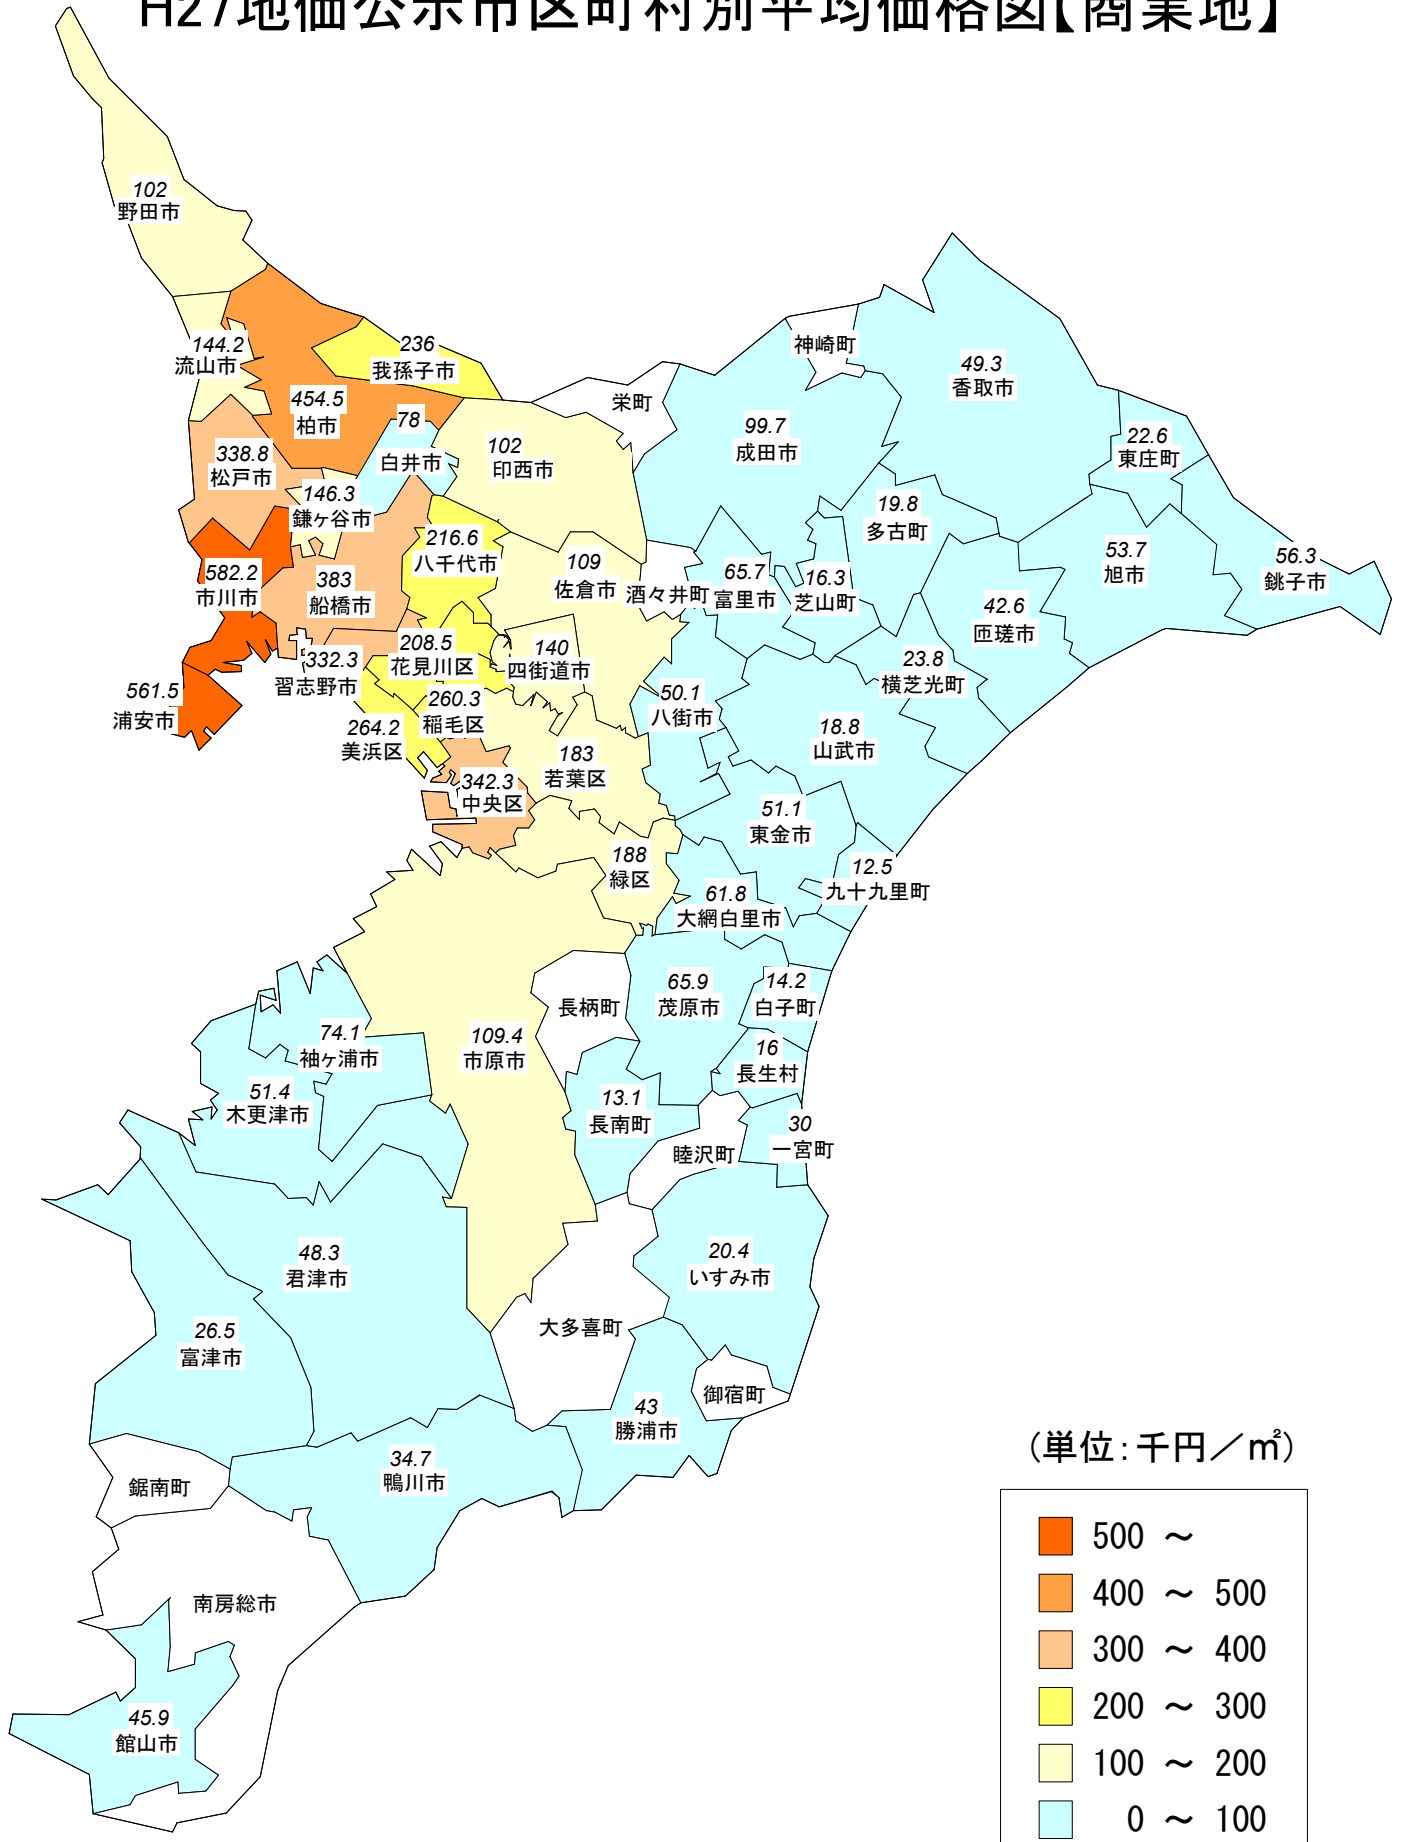 H27地価公示市区町村別平均価格図【商業地】
102
野田市
144.2
流山市
236
我孫子市
454.5
柏市
78
白井市
338.8
松戸市
146.3
鎌ヶ谷市
102
印西市
栄町
神崎町
99.7
成田市
49.3
香取市
22.6
東庄町
19.8
多古町
53.7
旭市
56.3
銚子市
582.2
市川市
383
船橋市
216.6
八千代市
109
佐倉市
酒々井町
65.7
富里市
16.3
芝山町
42.6
匝瑳市
23.8
横芝光町
561.5
浦安市
332.3
習志野市
208.5
花見川区
140
四街道市
260.3
稲毛区
264.2
美浜区
50.1
八街市
18.8
山武市
183
若葉区
342.3
中央区
51.1
東金市
188
緑区
12.5
九十九里町
61.8
大網白里市
65.9
茂原市
14.2
白子町
長柄町
109.4
市原市
74.1
袖ヶ浦市
16
長生村
51.4
木更津市
13.1
長南町
30
一宮町
睦沢町
48.3
君津市
20.4
いすみ市
26.5
富津市
大多喜町
御宿町
43
勝浦市
34.7
鴨川市
鋸南町
南房総市
45.9
館山市
（単位：千円／㎡）
500 ～
400 ～ 500
300 ～ 400
200 ～ 300
100 ～ 200
0 ～ 100